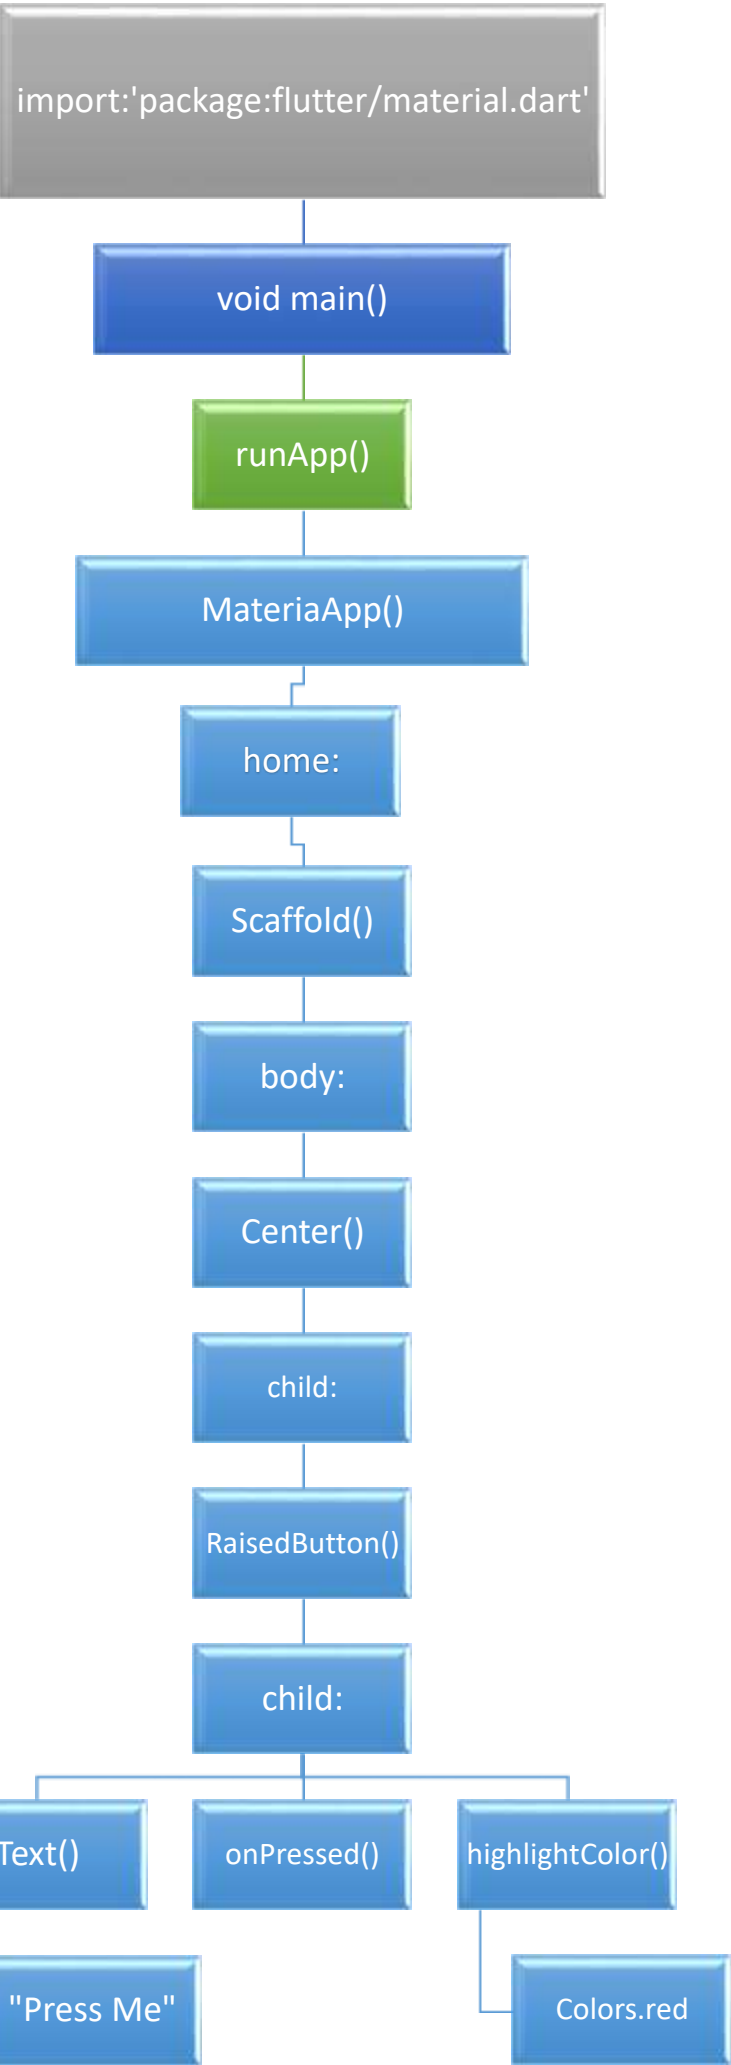 import:'package:flutter/material.dart'
void main()
runApp()
MateriaApp()
home:
Scaffold()
body:
Center()
child:
RaisedButton()
child:
Text()
onPressed()
highlightColor()
"Press Me"
Colors.red